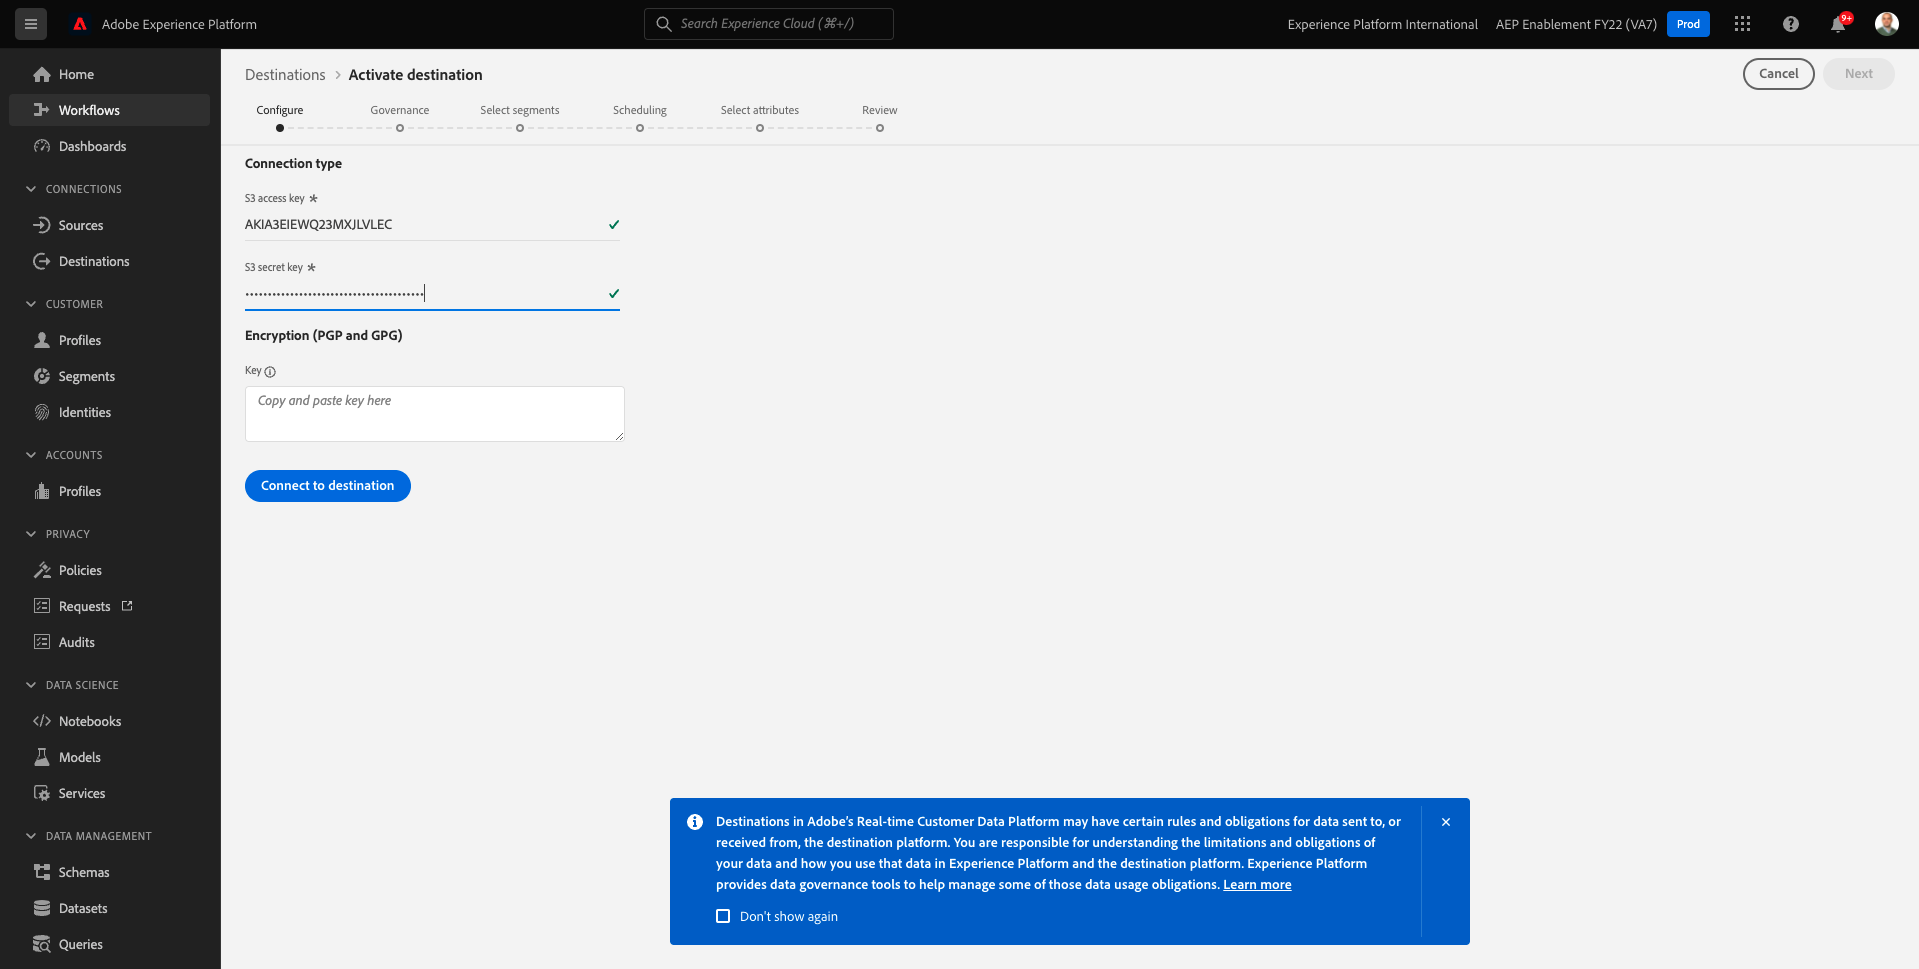 Adobe Experience Platform
Search Experience Cloud (⌘+/)
Experience Platform International
AEP Enablement FY22 (VA7)
Prod
9+
Home
Workflows
Dashboards
CONNECTIONS
Sources
Destinations
CUSTOMER
Profiles
Segments
Identities
ACCOUNTS
Profiles
PRIVACY
Policies
Requests
Audits
DATA SCIENCE
Notebooks
Models
Services
DATA MANAGEMENT
Schemas
Datasets
Queries
Destinations > Activate destination
Cancel
Next
Configure
Governance
Select segments
Scheduling
Select attributes
Review
Connection type
S3 access key *
AKIA3EIEWQ23MXJLVLEC
S3 secret key *
Encryption (PGP and GPG)
Key
Copy and paste key here
Connect to destination
Destinations in Adobe's Real-time Customer Data Platform may have certain rules and obligations for data sent to, or
received from, the destination platform. You are responsible for understanding the limitations and obligations of
your data and how you use that data in Experience Platform and the destination platform. Experience Platform
provides data governance tools to help manage some of those data usage obligations. Learn more
Don't show again